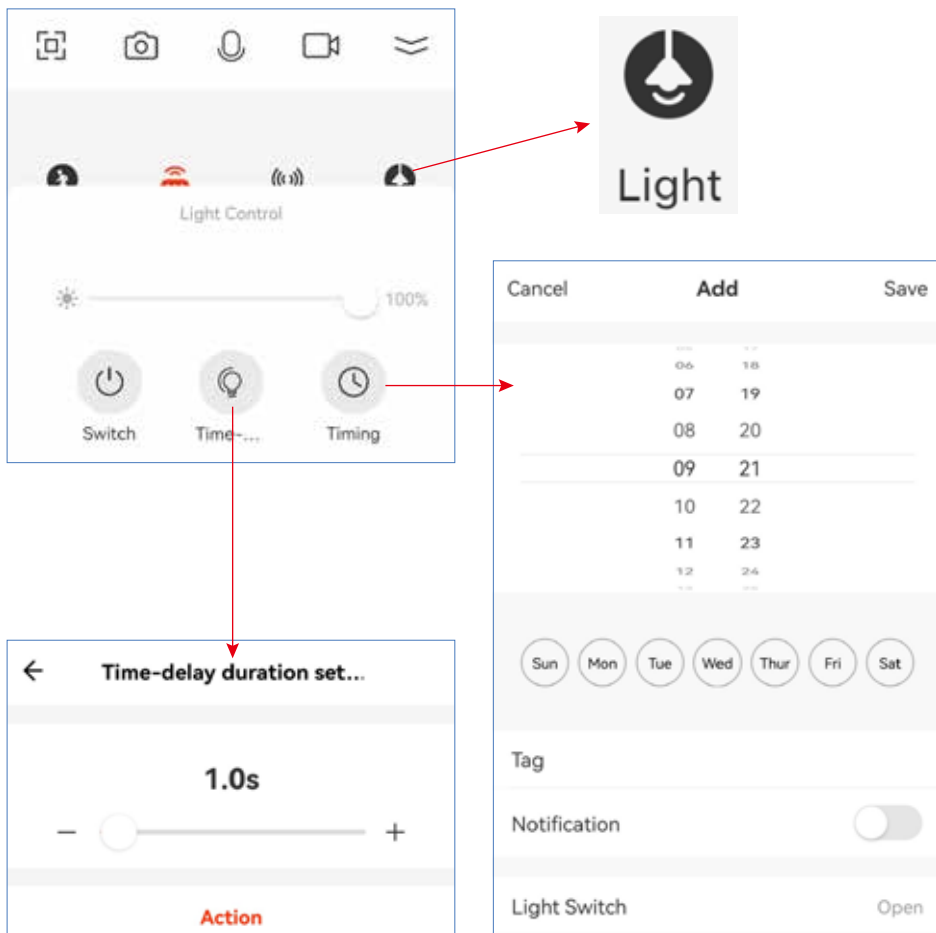 Light
Light Control
100%
Switch
Time-...
Timing
Cancel
Add
Save
06 18
07 19
08 20
09 21
10 22
11 23
12 24
Sun
Mon
Tue
Wed
Thur
Fri
Sat
Tag
Notification
Light Switch
Open
Time-delay duration set...
1.0s
Action